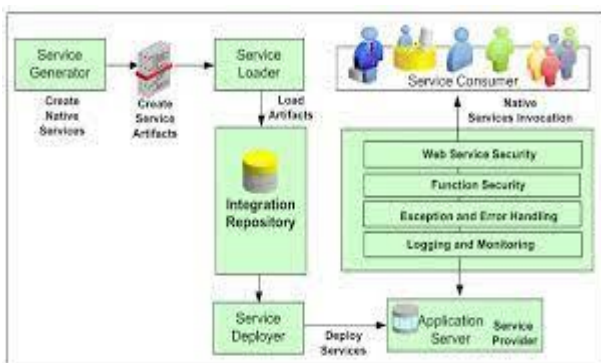 Service
Generator
Create
Native
Services
Create
Service
Artifacts
Service
Loader
Load
Artifacts
Integration
Repository
Service
Deployer
Deploy
Services
Service Consumer
Native
Services Invocation
Web Service Security
Function Security
Exception and Error Handling
Logging and Monitoring
Application
Server
Service
Provider